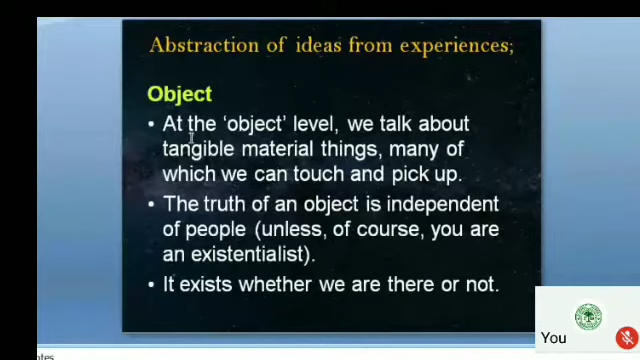 Abstraction of ideas from experiences;
Object
• At the ‘object’ level, we talk about
tangible material things, many of
which we can touch and pick up.
• The truth of an object is independent
of people (unless, of course, you are
an existentialist).
• It exists whether we are there or not.
You
otes